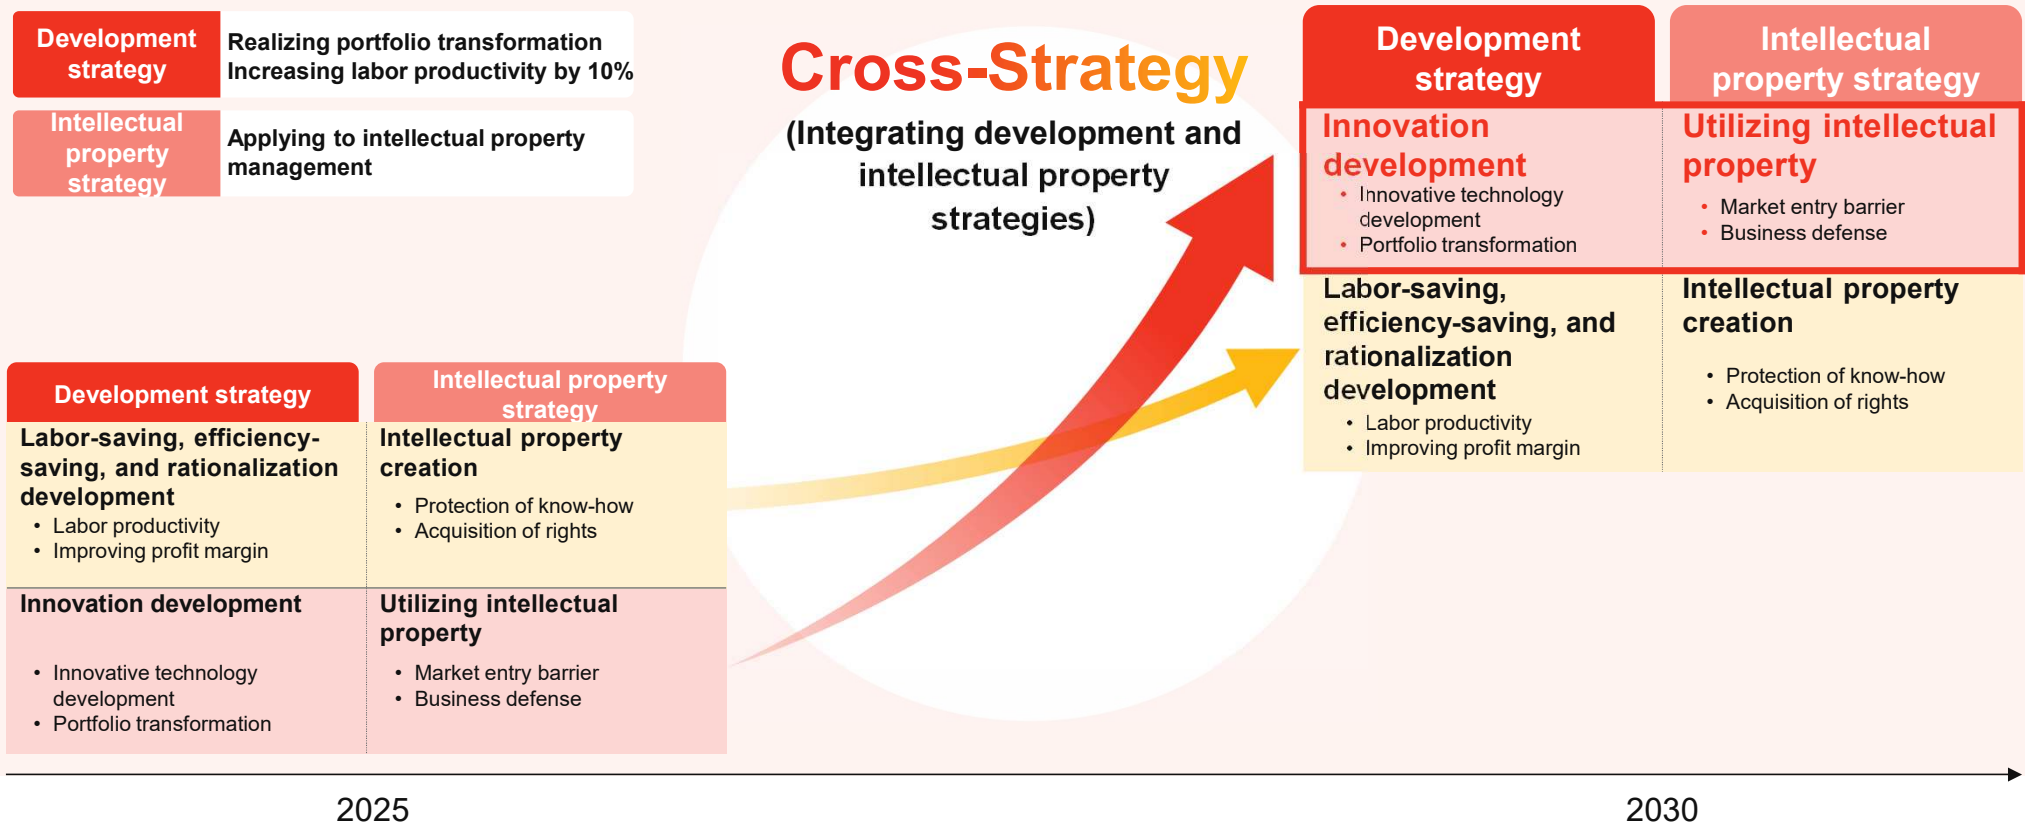 Development
strategy
Realizing portfolio transformation
Increasing labor productivity by 10%
Intellectual
property
strategy
Applying to intellectual property
management
Cross-Strategy
(Integrating development and
intellectual property
strategies)
Development strategy
Intellectual property
strategy
Labor-saving, efficiency-
saving, and rationalization
development
• Labor productivity
• Improving profit margin
Intellectual property
creation
• Protection of know-how
• Acquisition of rights
Innovation development
• Innovative technology
development
• Portfolio transformation
Utilizing intellectual
property
• Market entry barrier
• Business defense
Development
strategy
Intellectual
property strategy
Innovation
development
• Innovative technology
development
• Portfolio transformation
Utilizing intellectual
property
• Market entry barrier
• Business defense
Labor-saving,
efficiency-saving, and
rationalization
development
• Labor productivity
• Improving profit margin
Intellectual property
creation
• Protection of know-how
• Acquisition of rights
2025
2030